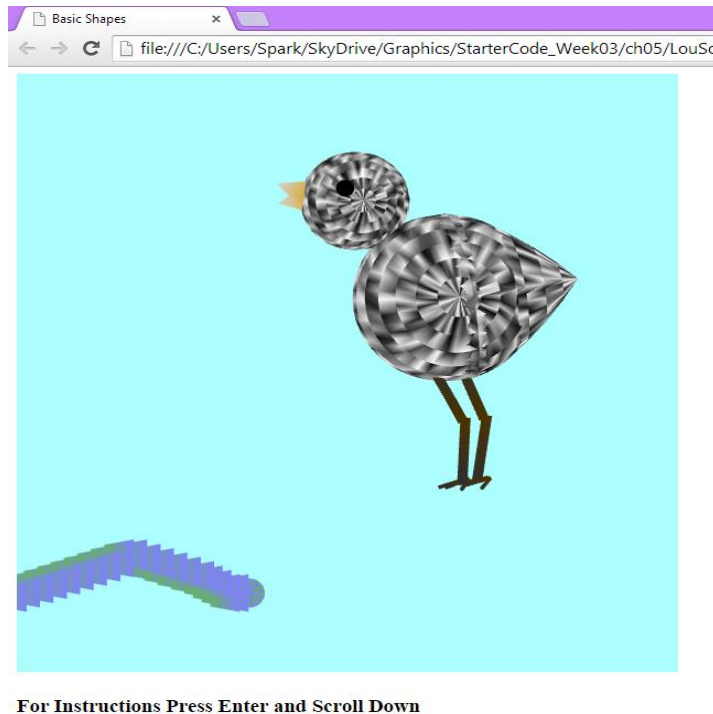 Basic Shapes
file:///C:/Users/Spark/SkyDrive/Graphics/StarterCode_Week03/ch05/LouSc
For Instructions Press Enter and Scroll Down